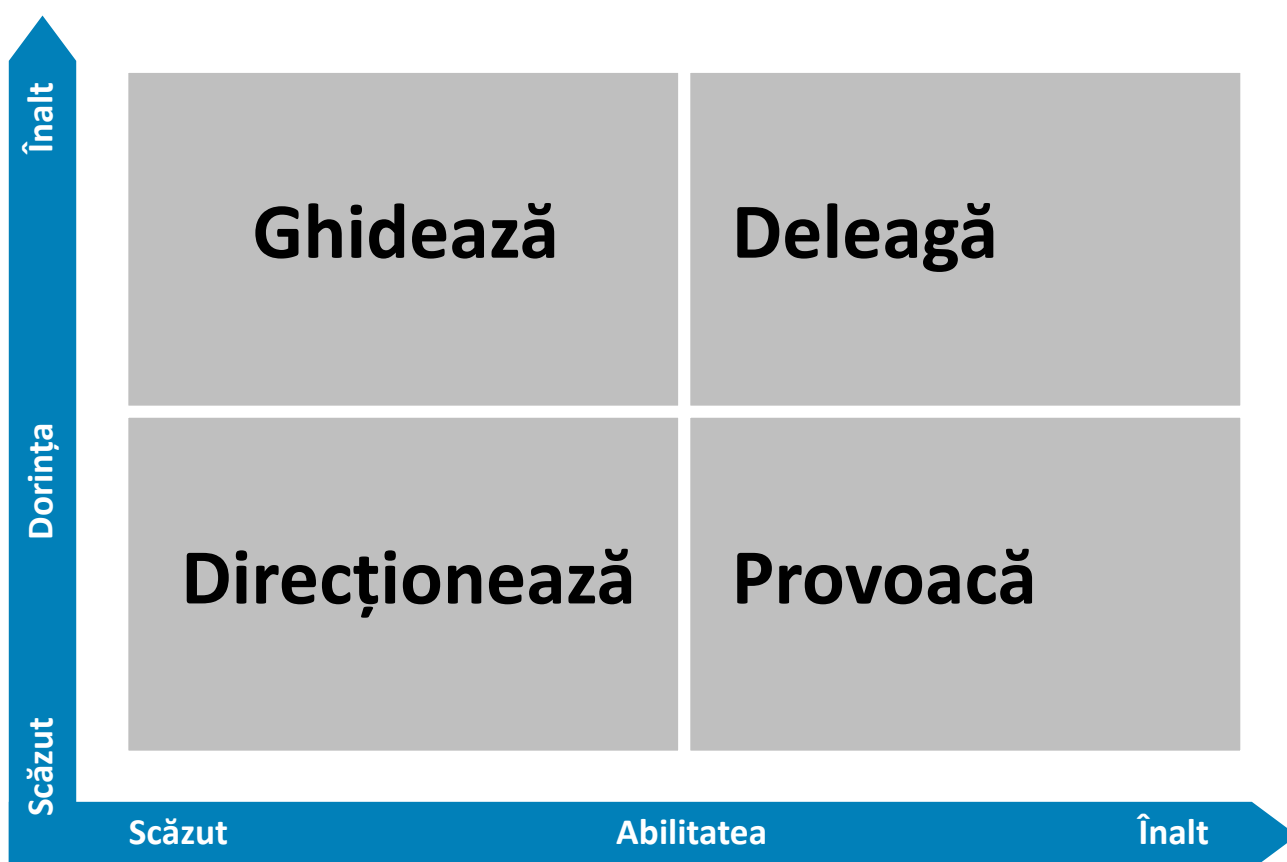 Înalt
Ghidează
Deleagă
Dorința
Direcționează
Provoacă
Scăzut
Scăzut
Abilitatea
Înalt